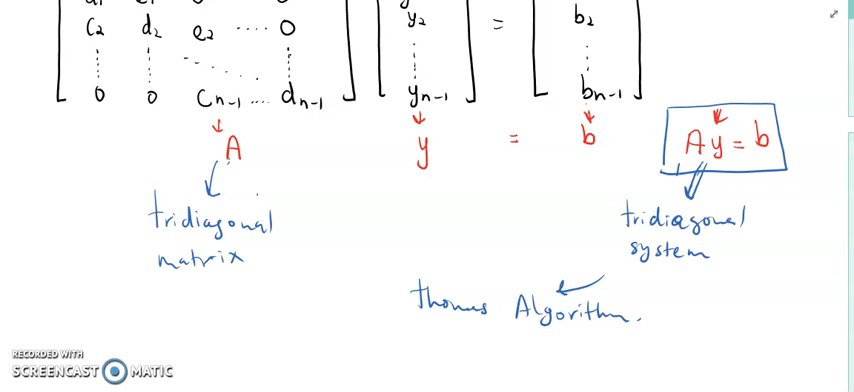 c2 d2 e2 ..... 0 y2 = b2
0 0 cn-1 .... dn-1 yn-1 bn-1
A y = b
Ay = b
tridiagonal matrix
tridiagonal system
thomas Algorithm.
RECORDED WITH
SCREENCAST MATIC